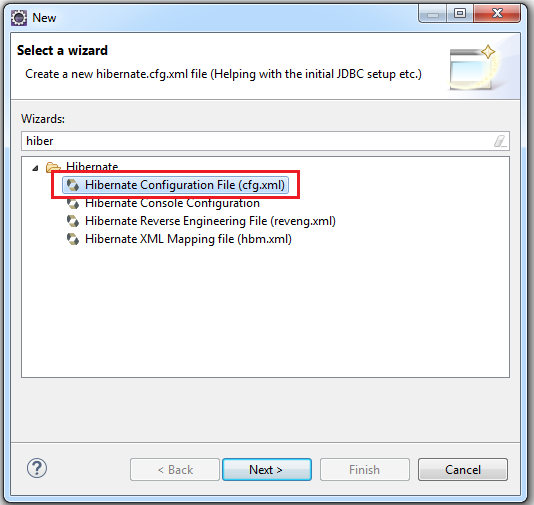 New
Select a wizard
Create a new hibernate.cfg.xml file (Helping with the initial JDBC setup etc.)
Wizards:
hiber
Hibernate
Hibernate Configuration File (cfg.xml)
Hibernate Console Configuration
Hibernate Reverse Engineering File (reveng.xml)
Hibernate XML Mapping file (hbm.xml)
? < Back Next > Finish Cancel